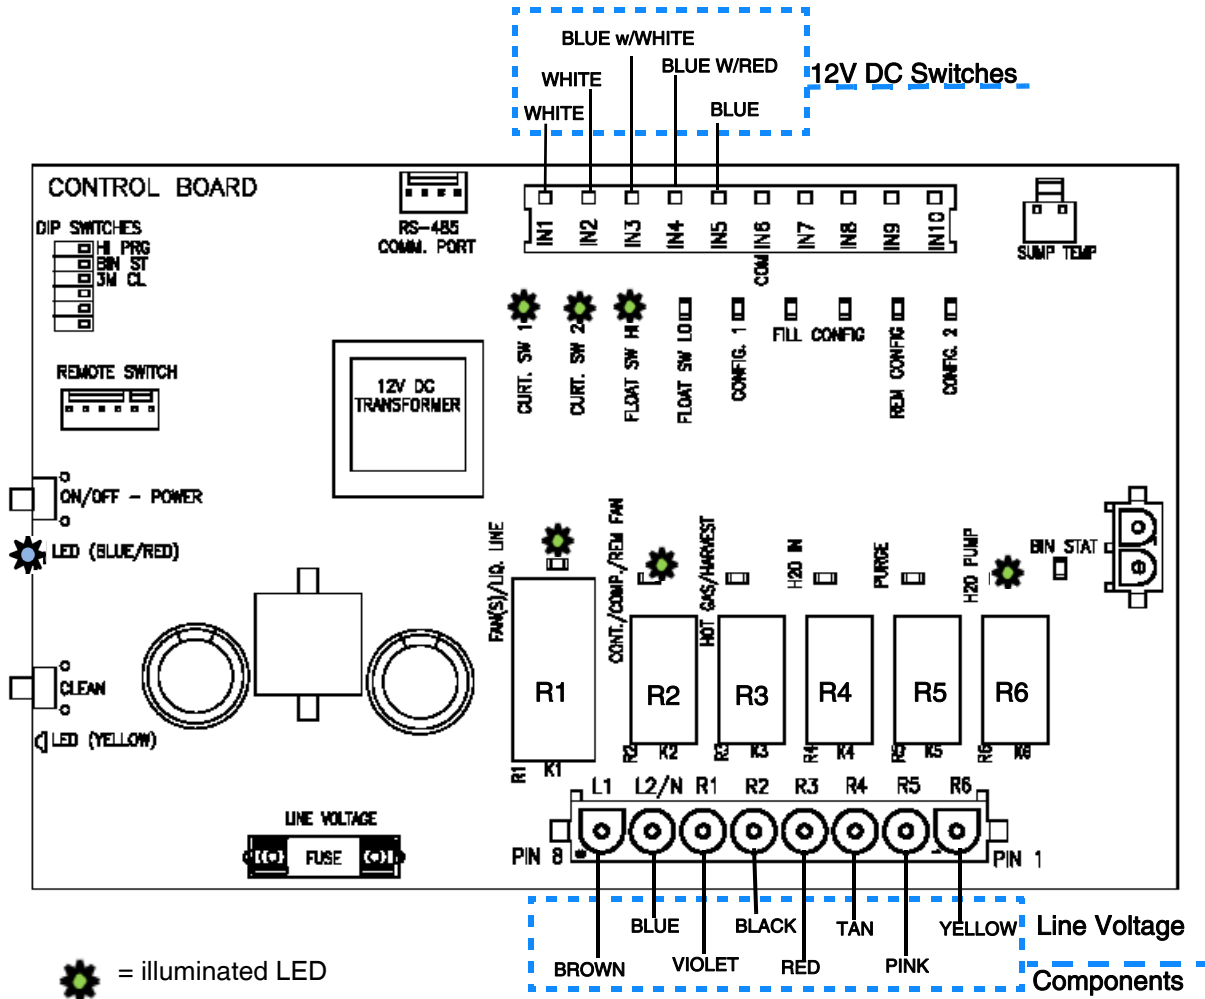 BLUE w/WHITE
BLUE W/RED
12V DC Switches
WHITE
WHITE
BLUE
CONTROL BOARD
DIP SWITCHES
HI PRG
BIN ST
3M CL
RS-485
COMM. PORT
IN1
IN2
IN3
IN4
IN5
COM IN6
IN7
IN8
IN9
IN10
SUMP TEMP
CURT. SW 1
CURT. SW 2
FLOAT SW HI
FLOAT SW LO
CONFIG. 1
FILL CONFIG
REM CONFIG
CONFIG. 2
REMOTE SWITCH
12V DC
TRANSFORMER
ON/OFF - POWER
LED (BLUE/RED)
FAN(S)/LIQ. LINE
CONT./COMP./REM FAN
HOT GAS/HARVEST
H2O IN
PURGE
H2O PUMP
BIN STAT
CLEAN
LED (YELLOW)
R1
R2
R3
R4
R5
R6
R1 K1
R2 K2
R3 K3
R4 K4
R5 K5
R6 K6
L1 L2/N R1 R2 R3 R4 R5 R6
LINE VOLTAGE
FUSE
PIN 8
PIN 1
BLUE
BLACK
TAN
YELLOW
Line Voltage
BROWN
VIOLET
RED
PINK
Components
= illuminated LED